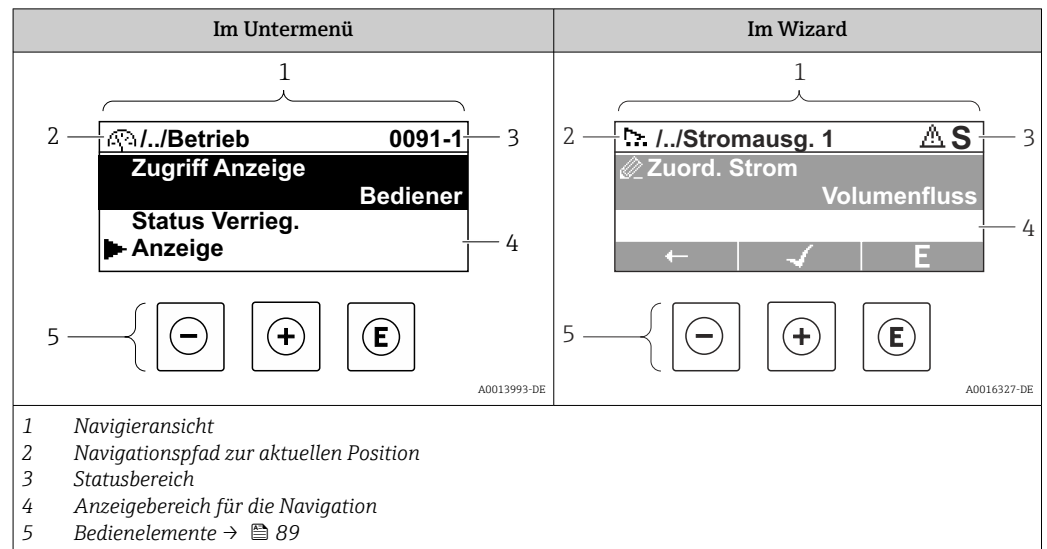 Im Untermenü
Im Wizard
1
2
/../Betrieb 0091-1
3
Zugriff Anzeige
Bediener
Status Verrieg.
Anzeige
4
5
- + E
A0013993-DE
1
2
/../Stromausg. 1 S
3
Zuord. Strom
Volumenfluss
4
← ✓ E
5
- + E
A0016327-DE
1 Navigieransicht
2 Navigationspfad zur aktuellen Position
3 Statusbereich
4 Anzeigebereich für die Navigation
5 Bedienelemente → 89